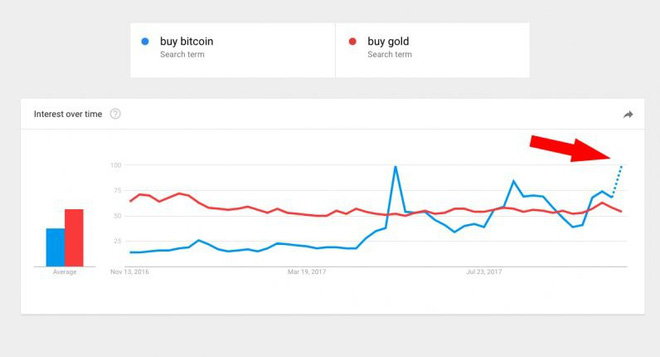 buy bitcoin
Search term
buy gold
Search term
Interest over time
?
100
75
50
25
Average
Nov 13, 2016
Mar 19, 2017
Jul 23, 2017